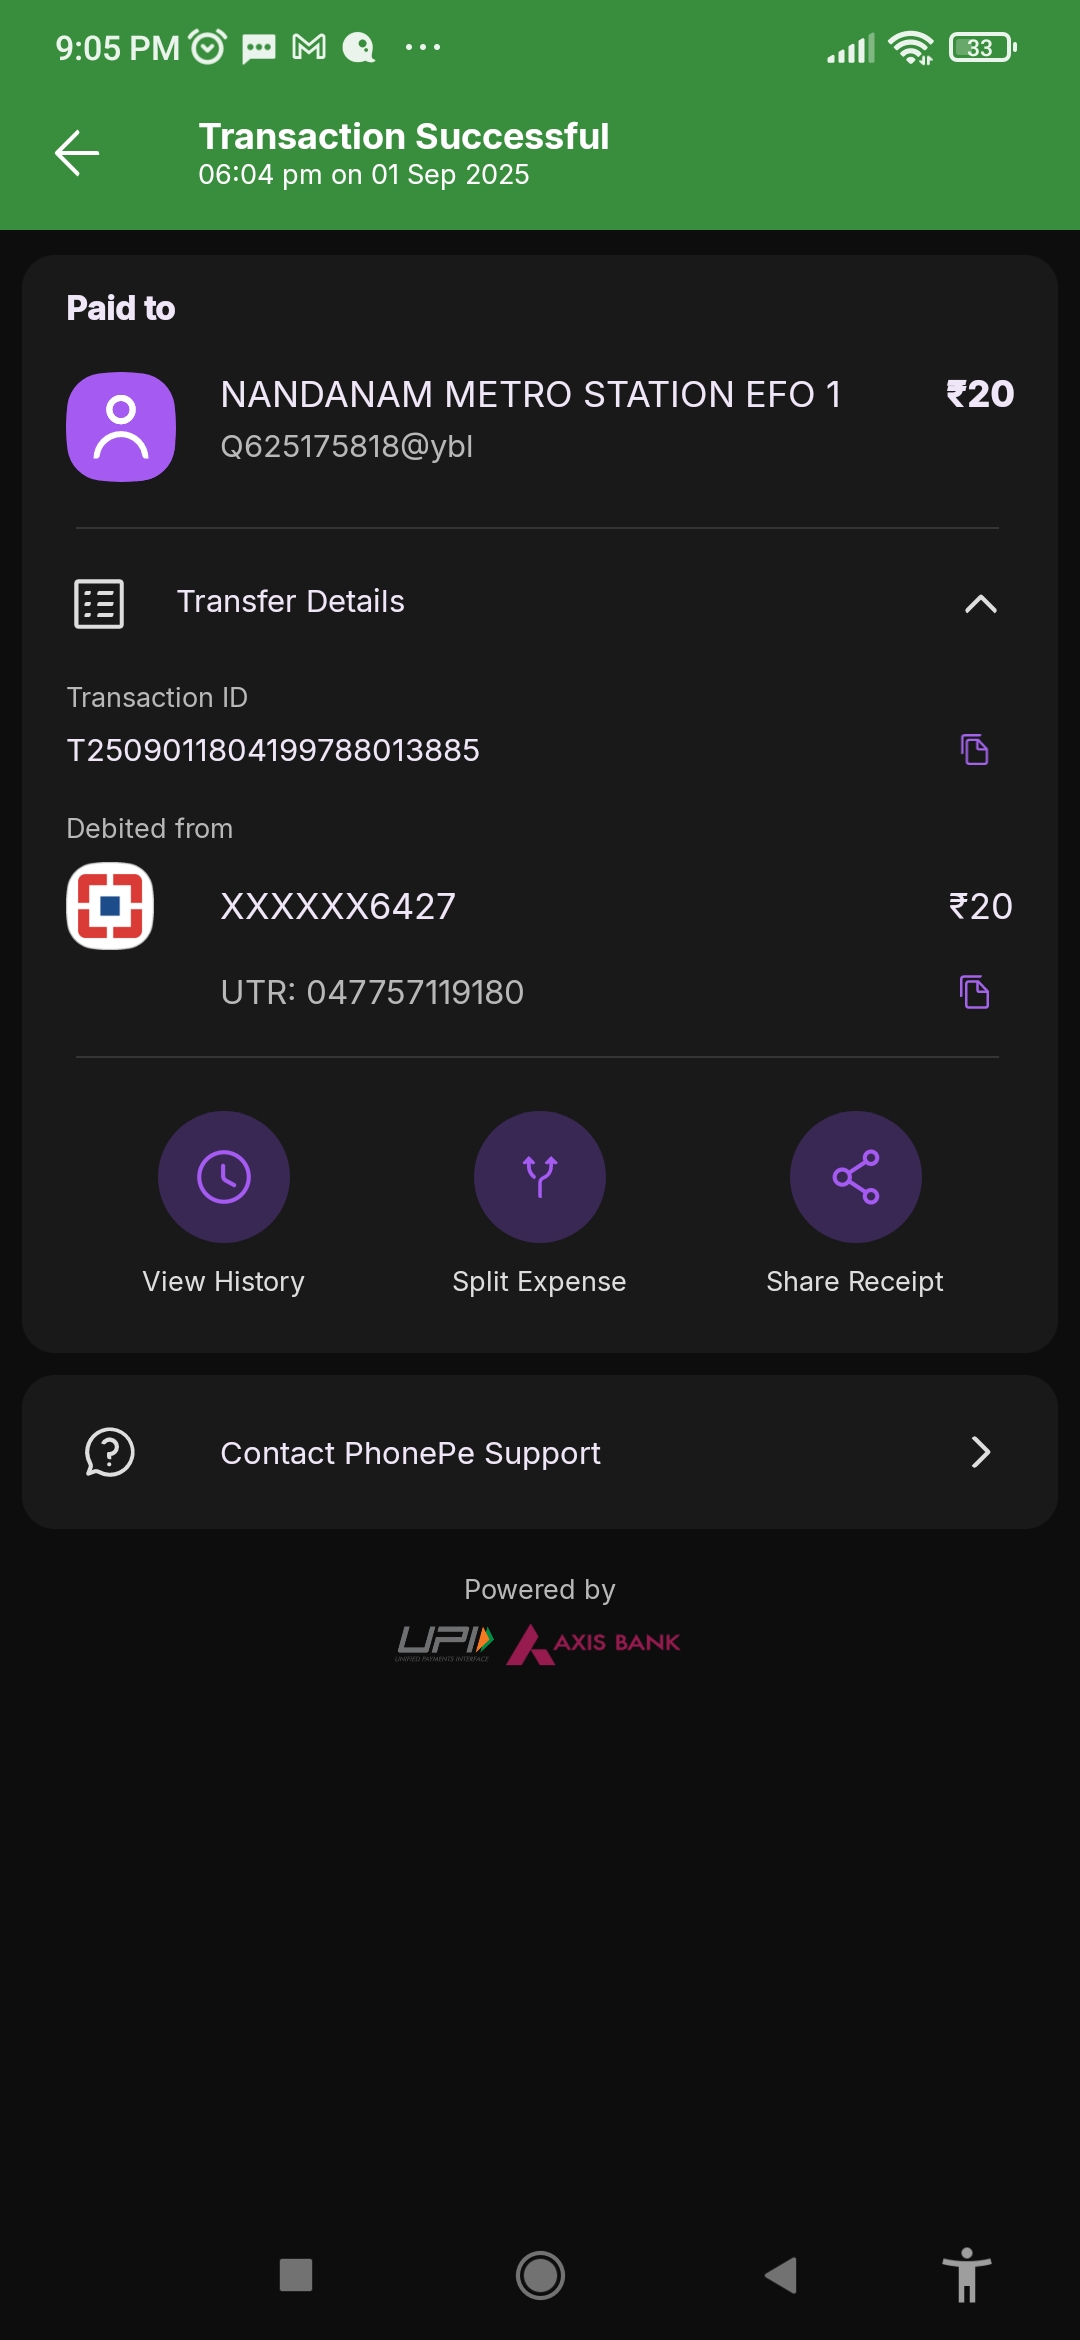 9:05 PM
33
Transaction Successful
06:04 pm on 01 Sep 2025
Paid to
NANDANAM METRO STATION EFO 1 ₹20
Q625175818@ybl
Transfer Details
Transaction ID
T2509011804199788013885
Debited from
XXXXXX6427 ₹20
UTR: 047757119180
View History Split Expense Share Receipt
Contact PhonePe Support
Powered by
UPI AXIS BANK
UNIFIED PAYMENTS INTERFACE